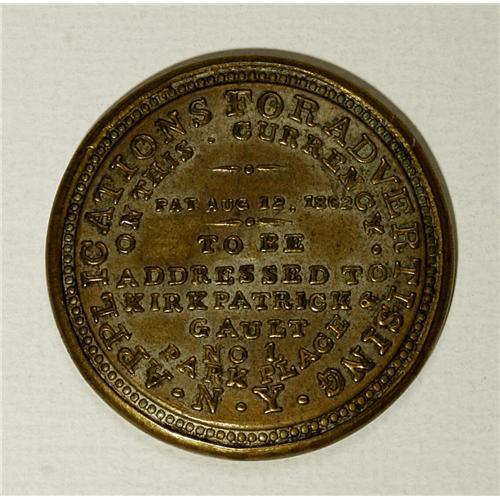 APPLICATIONS FOR ADVERTISING
ON THIS . CURRENCY .
PAT AUG 12, 1862
TO BE
ADDRESSED TO
KIRKPATRICK &
GAULT
NO 1
PARK PLACE
. N . Y .